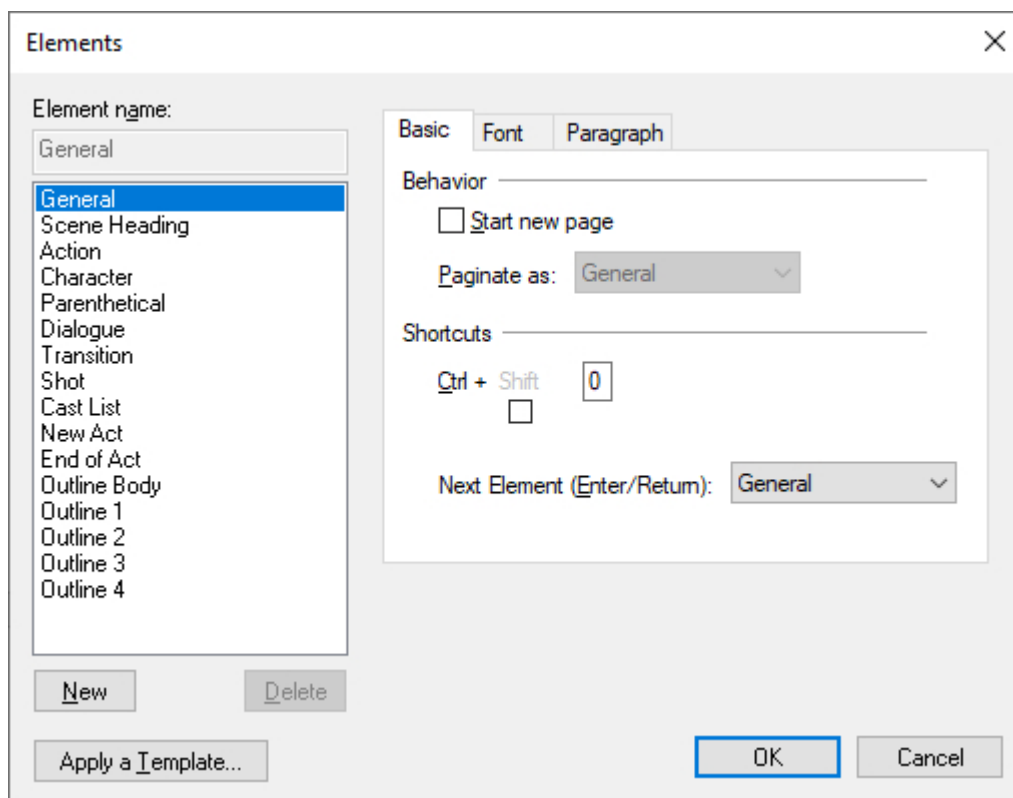 Elements
Element name:
General
General
Scene Heading
Action
Character
Parenthetical
Dialogue
Transition
Shot
Cast List
New Act
End of Act
Outline Body
Outline 1
Outline 2
Outline 3
Outline 4
New Delete
Apply a Template...
Basic Font Paragraph
Behavior
Start new page
Paginate as: General
Shortcuts
Ctrl + Shift 0
Next Element (Enter/Return): General
OK Cancel